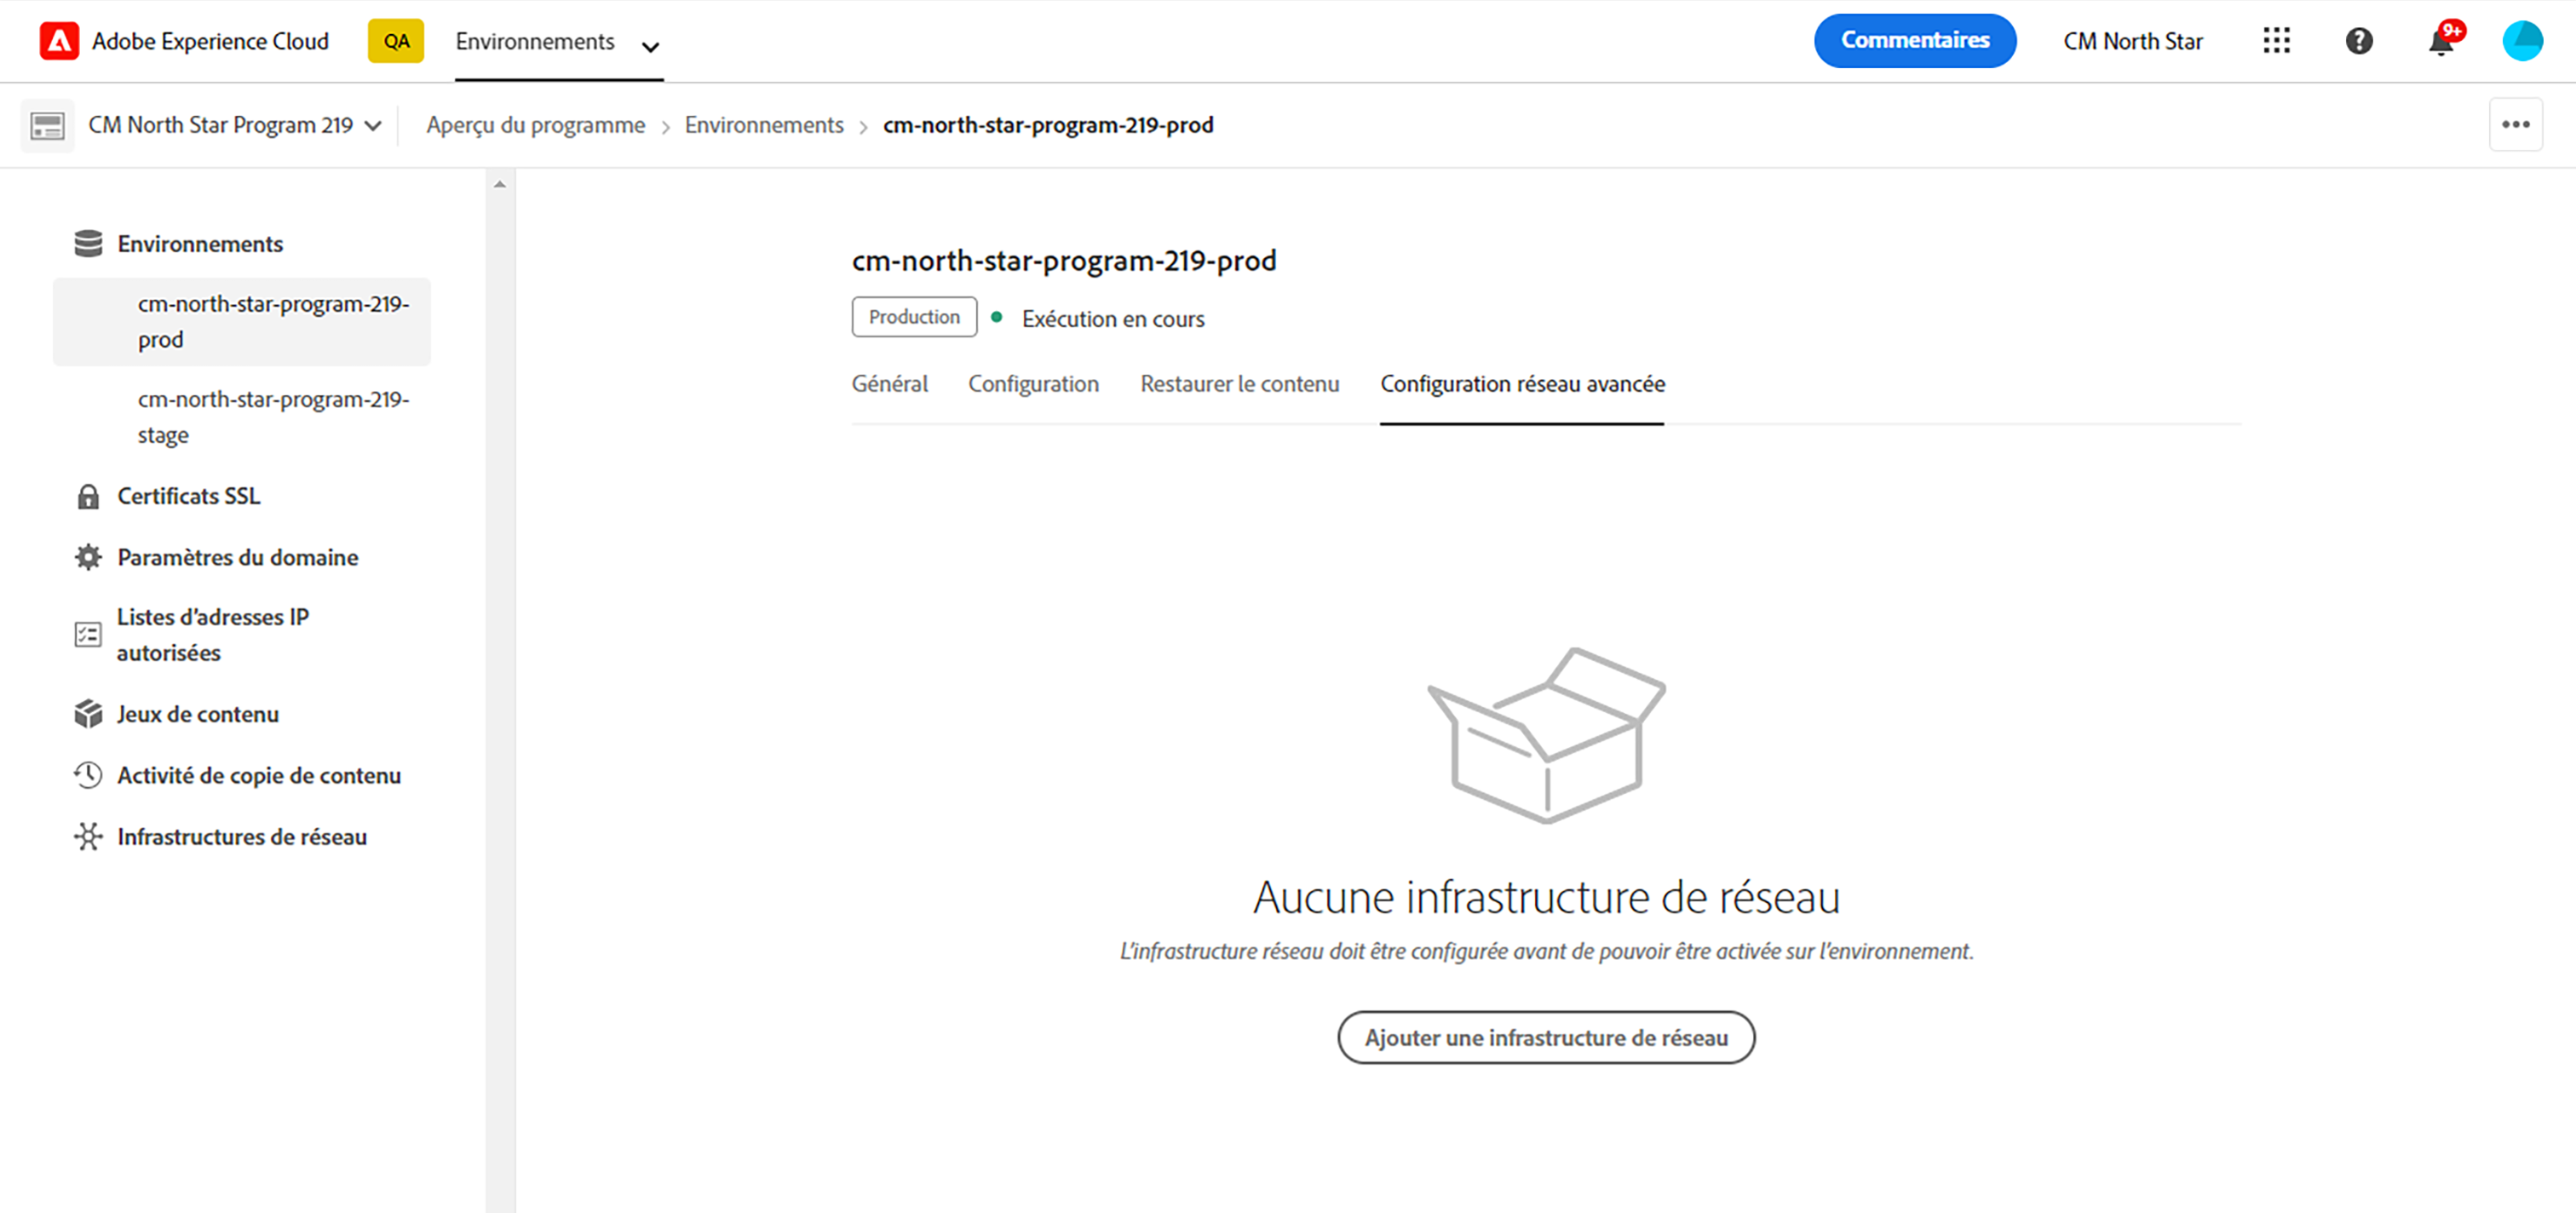 Adobe Experience Cloud QA Environnements Commentaires CM North Star 9+
CM North Star Program 219 Aperçu du programme Environnements cm-north-star-program-219-prod
Environnements
cm-north-star-program-219-
prod
cm-north-star-program-219-
stage
Certificats SSL
Paramètres du domaine
Listes d'adresses IP
autorisées
Jeux de contenu
Activité de copie de contenu
Infrastructures de réseau
cm-north-star-program-219-prod
Production Exécution en cours
Général Configuration Restaurer le contenu Configuration réseau avancée
Aucune infrastructure de réseau
L'infrastructure réseau doit être configurée avant de pouvoir être activée sur l'environnement.
Ajouter une infrastructure de réseau